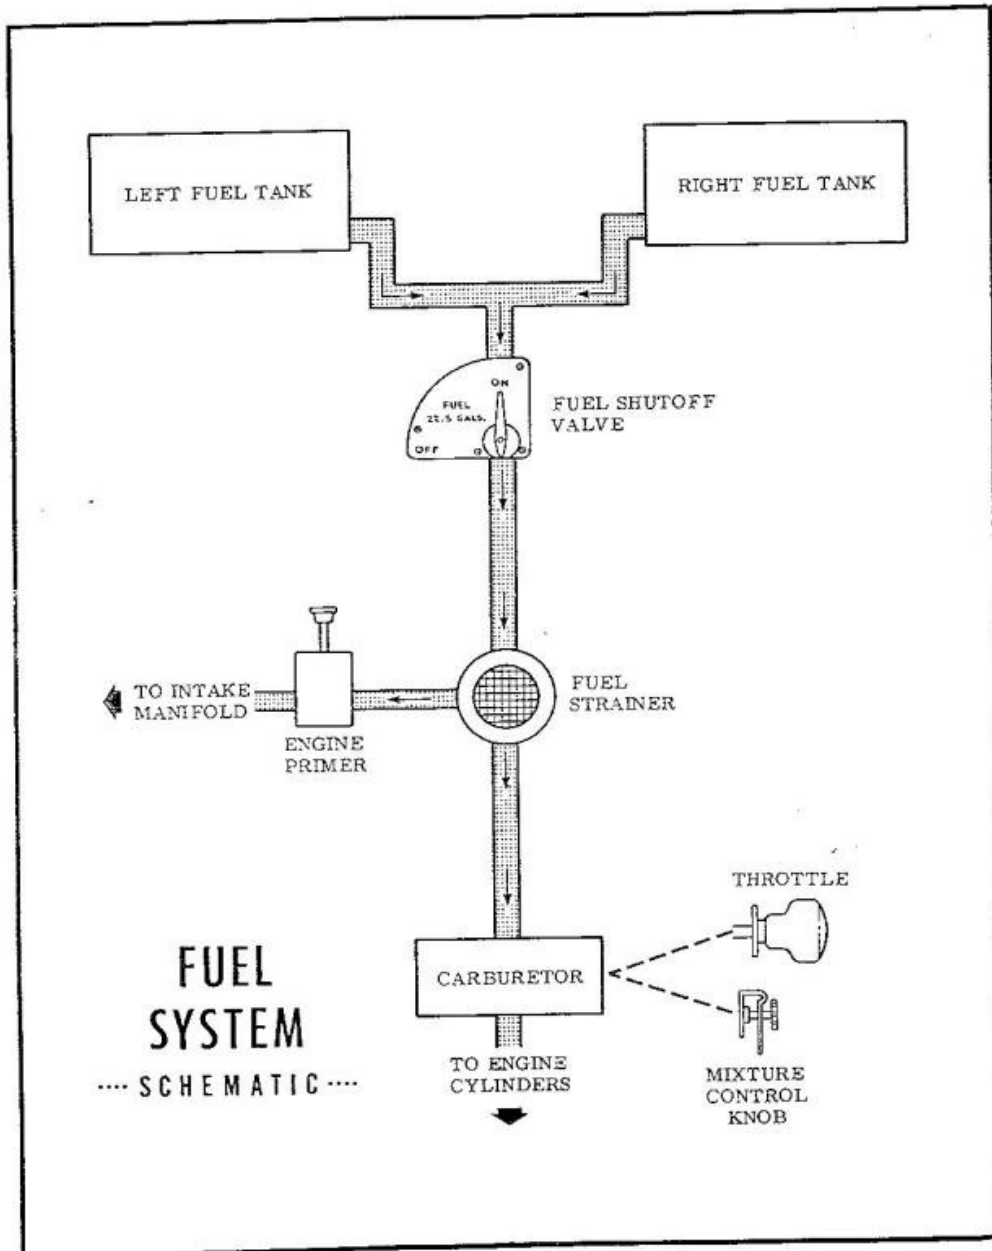 LEFT FUEL TANK
RIGHT FUEL TANK
ON
FUEL
22.5 GALS.
OFF
FUEL SHUTOFF
VALVE
TO INTAKE
MANIFOLD
ENGINE
PRIMER
FUEL
STRAINER
THROTTLE
CARBURETOR
FUEL
SYSTEM
···· SCHEMATIC ····
TO ENGINE
CYLINDERS
MIXTURE
CONTROL
KNOB